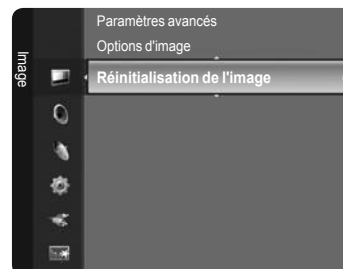 Image
Paramètres avancés
Options d'image
Réinitialisation de l'image